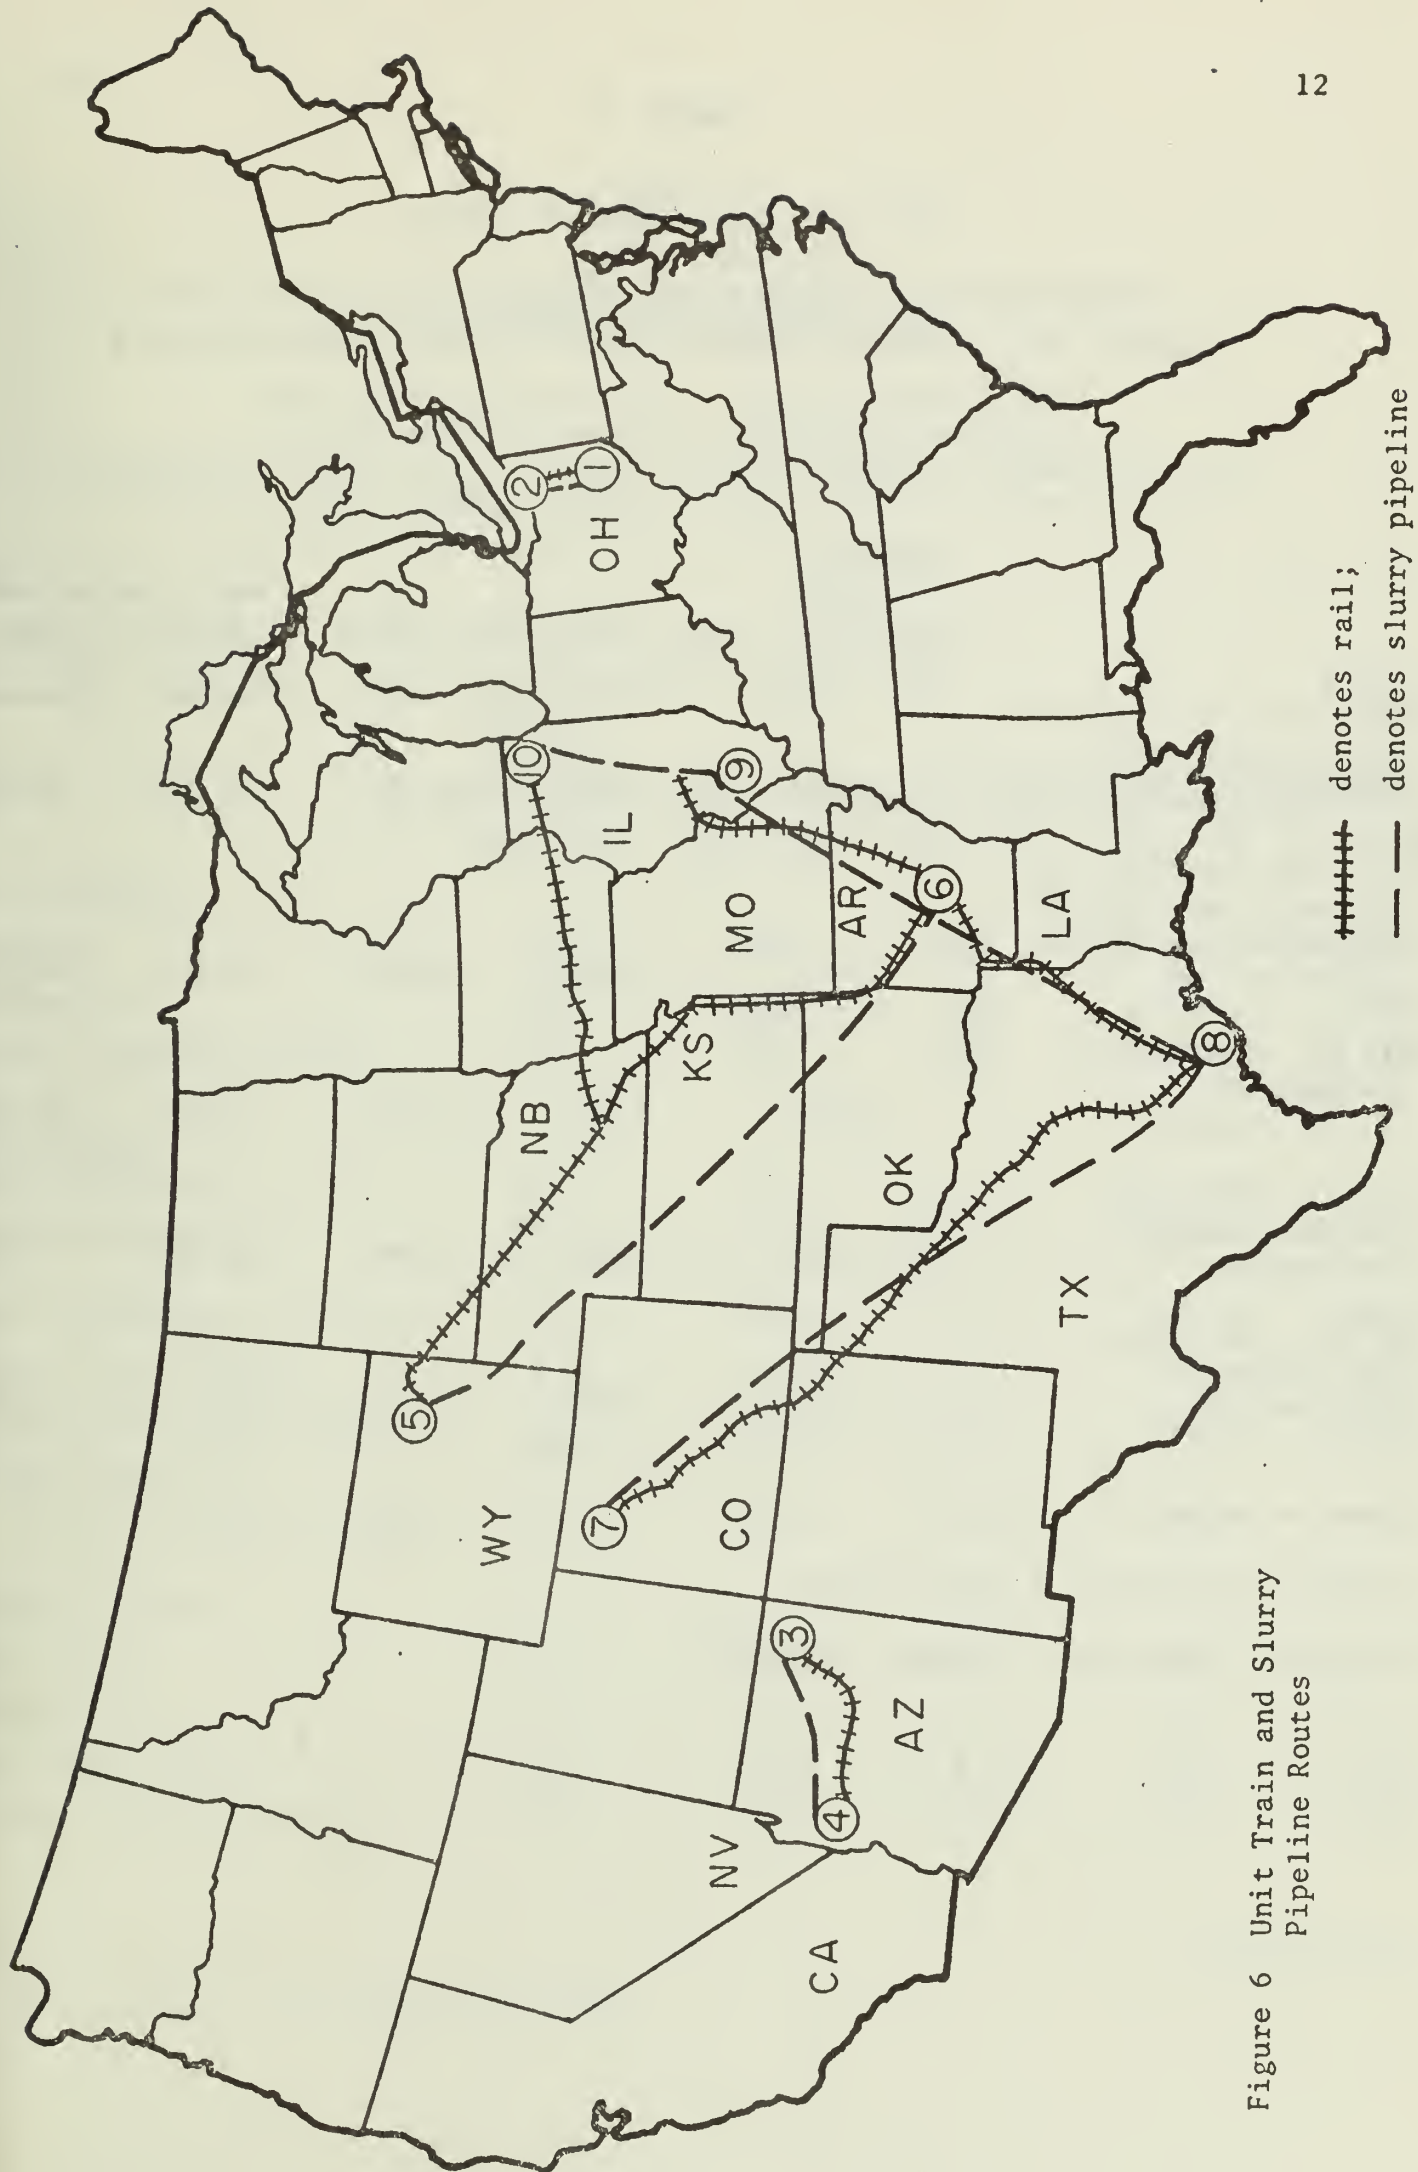 12
WY
NB
IL
OH
KS
MO
CO
OK
AR
NV
AZ
CA
TX
LA
1
2
3
4
5
6
7
8
9
10
denotes rail;
denotes slurry pipeline
Figure 6 Unit Train and Slurry
Pipeline Routes